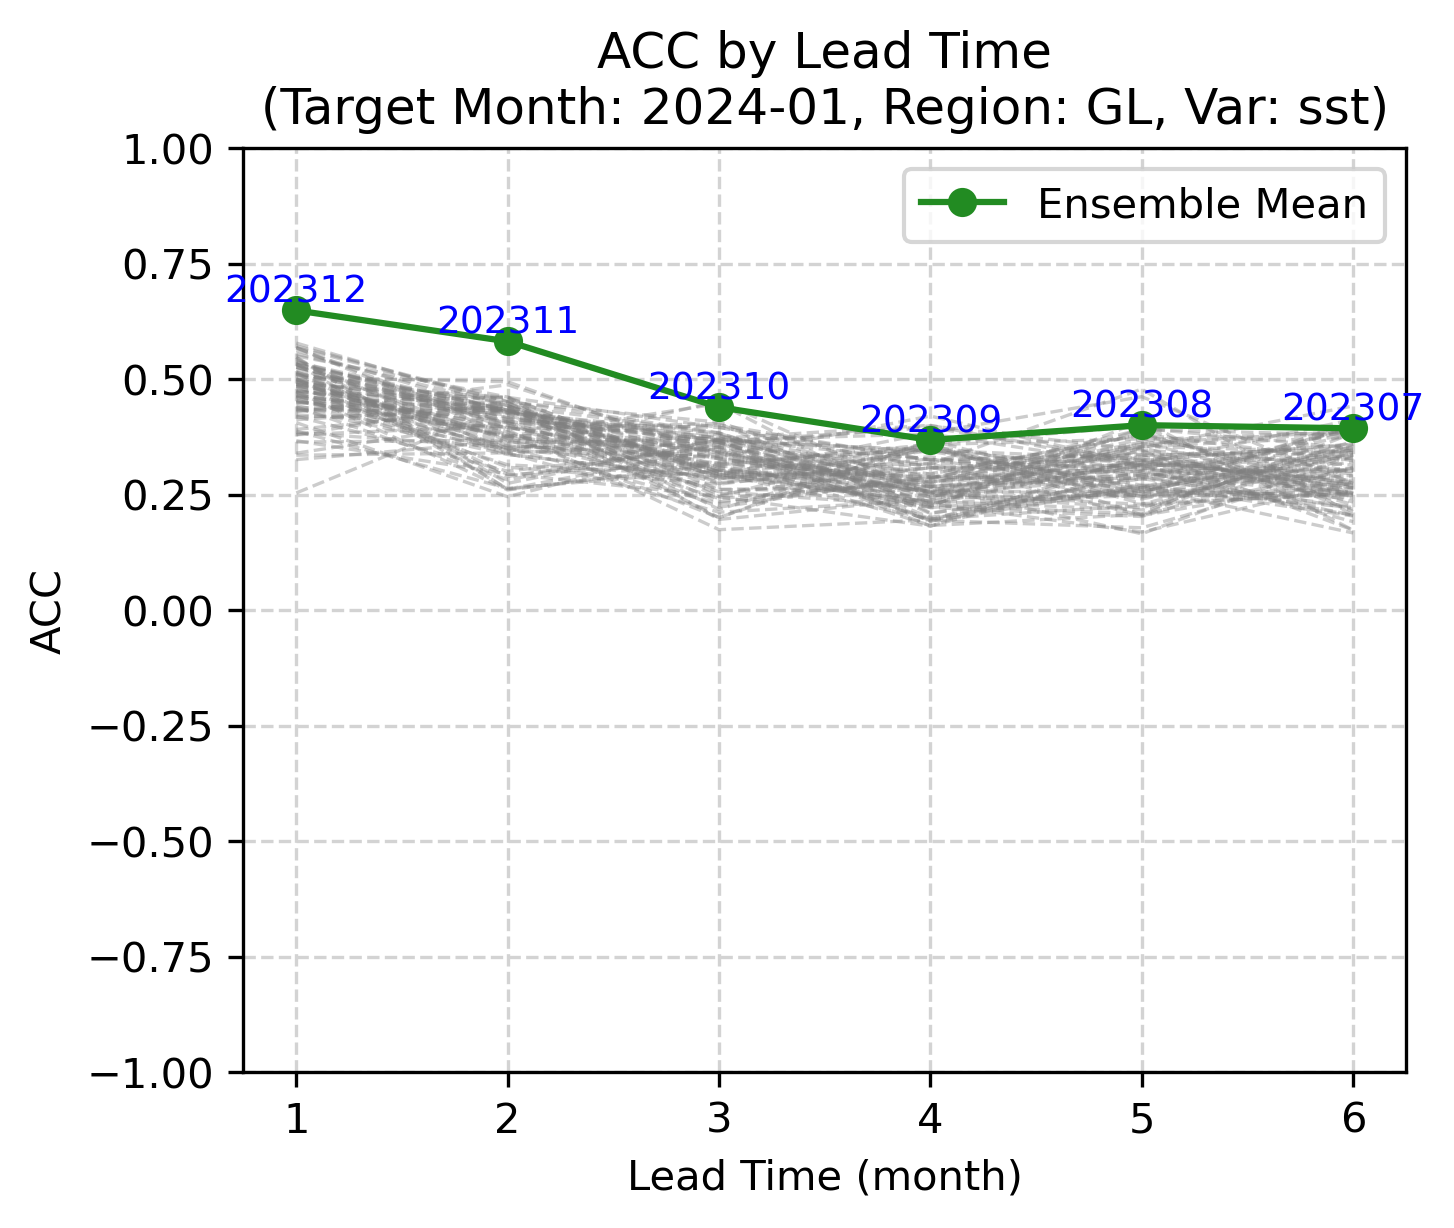 ACC by Lead Time
(Target Month: 2024-01, Region: GL, Var: sst)
Ensemble Mean
1.00
0.75
0.50
0.25
0.00
−0.25
−0.50
−0.75
−1.00
ACC
202312
202311
202310
202309
202308
202307
1 2 3 4 5 6
Lead Time (month)